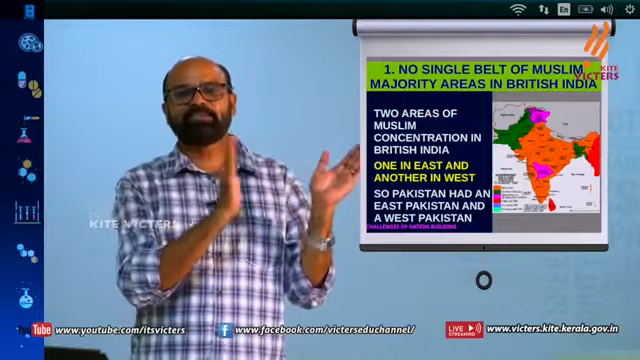 En
KITE
VICTERS
1. NO SINGLE BELT OF MUSLIM
MAJORITY AREAS IN BRITISH INDIA
TWO AREAS OF
MUSLIM
CONCENTRATION IN
BRITISH INDIA
ONE IN EAST AND
ANOTHER IN WEST
SO PAKISTAN HAD AN
EAST PAKISTAN AND
A WEST PAKISTAN
CHALLENGES OF NATION BUILDING
KITE VICTERS
You Tube www.youtube.com/itsvicters
f www.facebook.com/victerseduchannel/
LIVE STREAMING www.victers.kite.kerala.gov.in